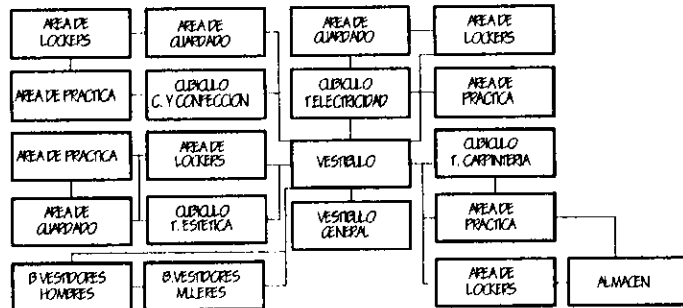 AREA DE
LOCKERS
AREA DE
GUARDADO
AREA DE
GUARDADO
AREA DE
LOCKERS
AREA DE PRACTICA
CUBICULO
C. Y CONFECCION
CUBICULO
T.ELECTRICIDAD
AREA DE
PRACTICA
AREA DE PRACTICA
AREA DE
LOCKERS
VESTIBULO
CUBICULO
T. CARPINTERIA
AREA DE
GUARDADO
CUBICULO
T. ESTETICA
VESTIBULO
GENERAL
AREA DE
PRACTICA
B.VESTIDORES
HOMBRES
B.VESTIDORES
MUJERES
AREA DE
LOCKERS
ALMACEN